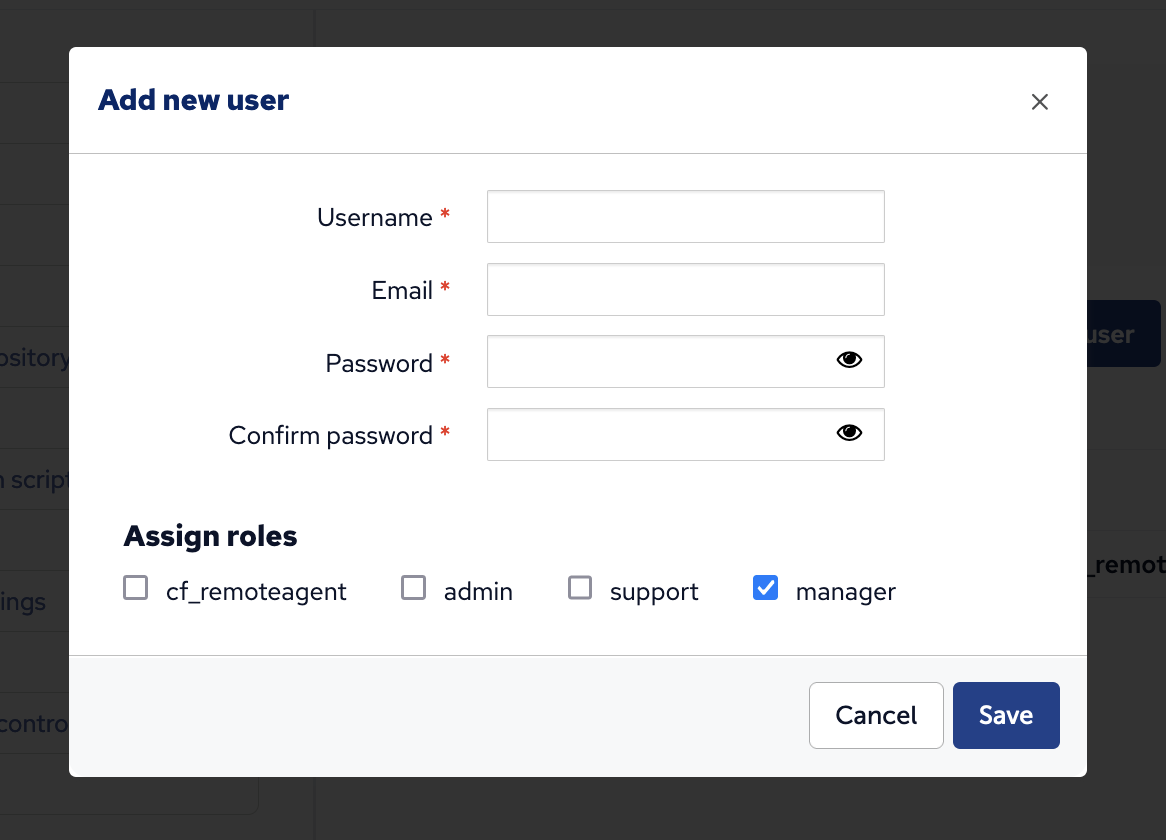 Add new user
Username *
Email *
Password *
Confirm password *
Assign roles
cf_remoteagent
admin
support
manager
Cancel
Save
user
ository
script
ings
contro
_remot